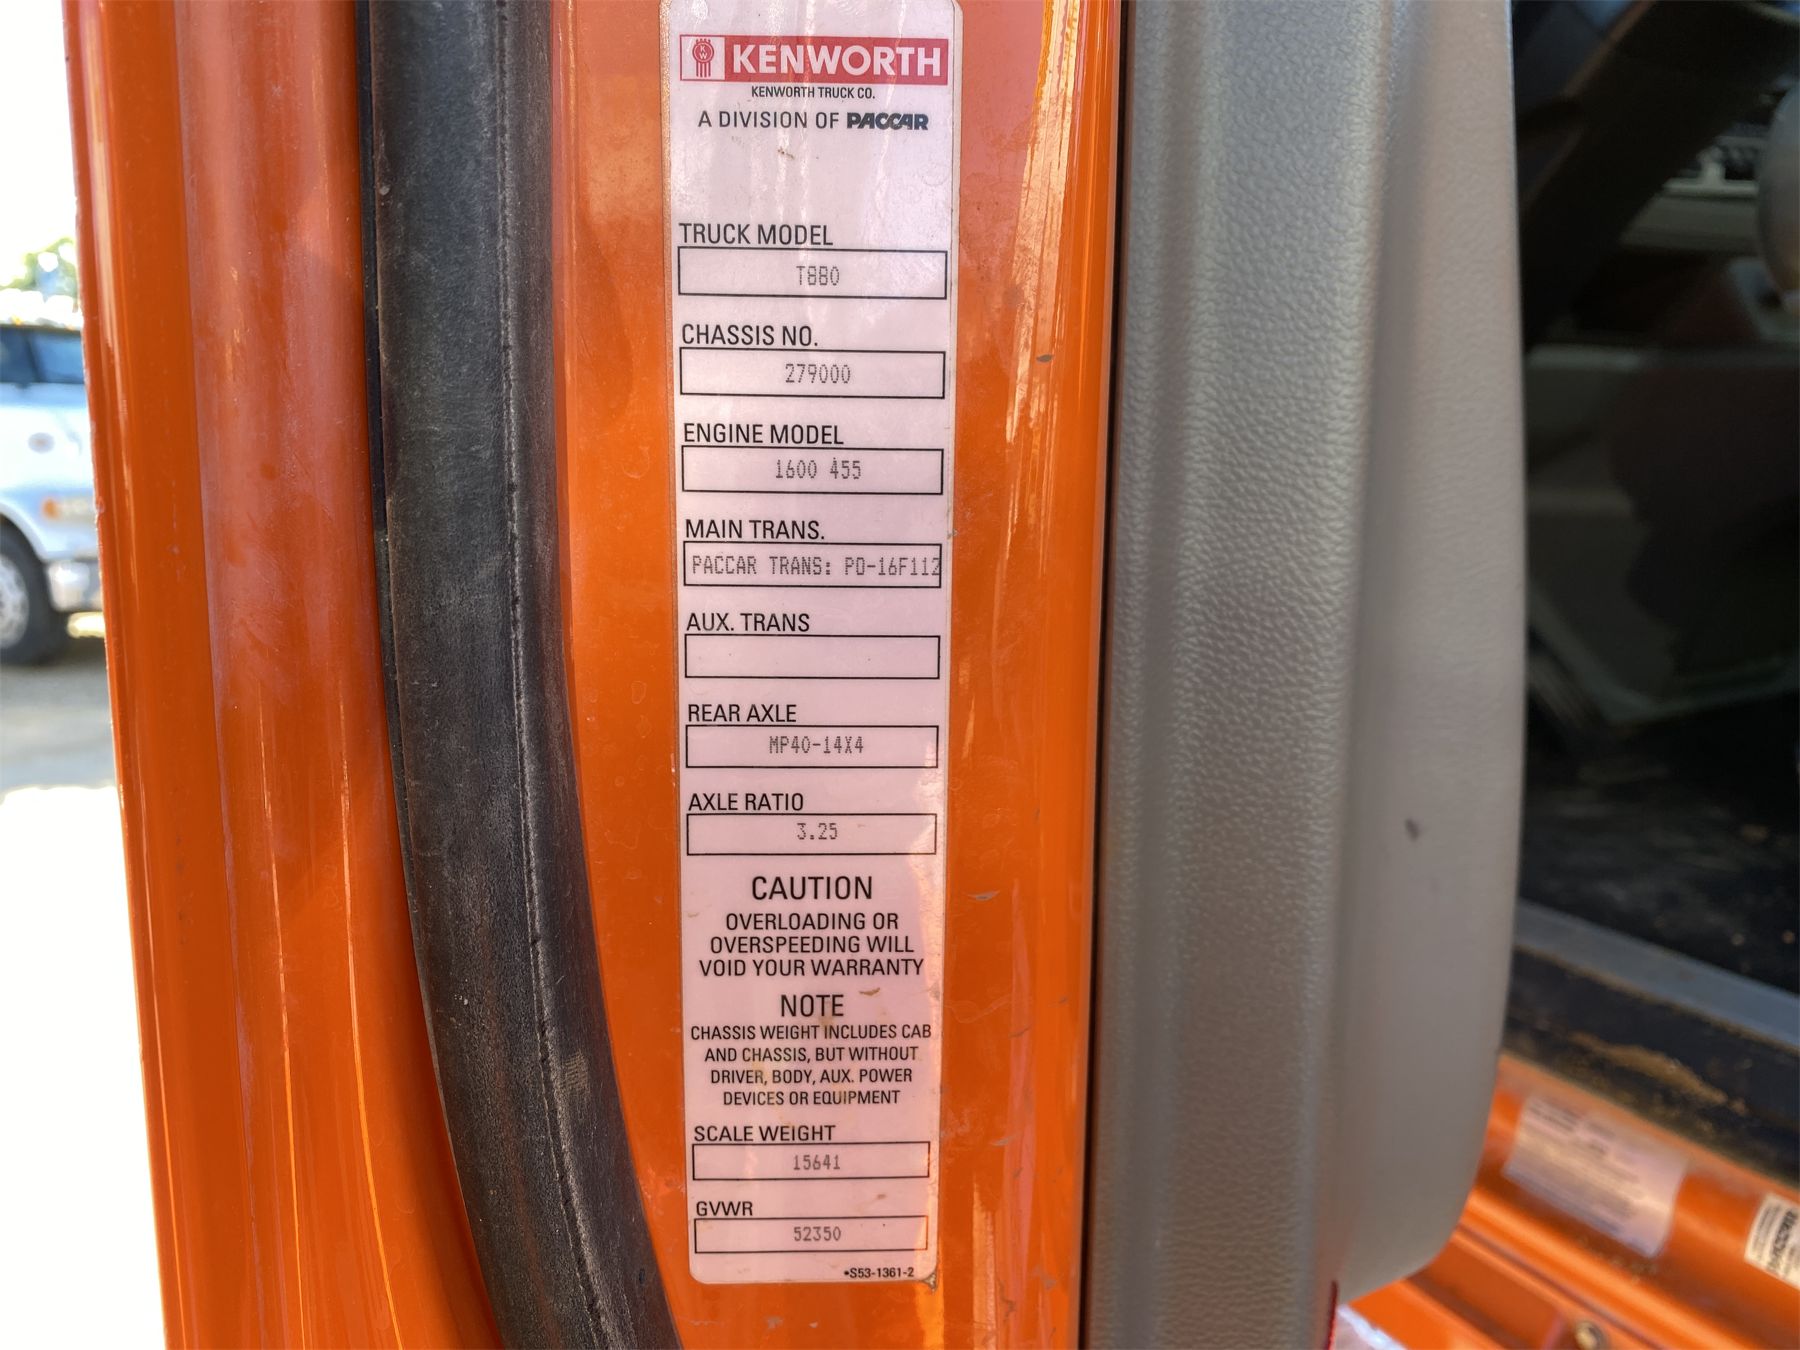 KENWORTH
KENWORTH TRUCK CO.
A DIVISION OF PACCAR
TRUCK MODEL
T880
CHASSIS NO.
279000
ENGINE MODEL
1600 455
MAIN TRANS.
PACCAR TRANS: PO-16F112
AUX. TRANS
REAR AXLE
MP40-14X4
AXLE RATIO
3.25
CAUTION
OVERLOADING OR
OVERSPEEDING WILL
VOID YOUR WARRANTY
NOTE
CHASSIS WEIGHT INCLUDES CAB
AND CHASSIS, BUT WITHOUT
DRIVER, BODY, AUX. POWER
DEVICES OR EQUIPMENT
SCALE WEIGHT
15641
GVWR
52350
•S53-1361-2